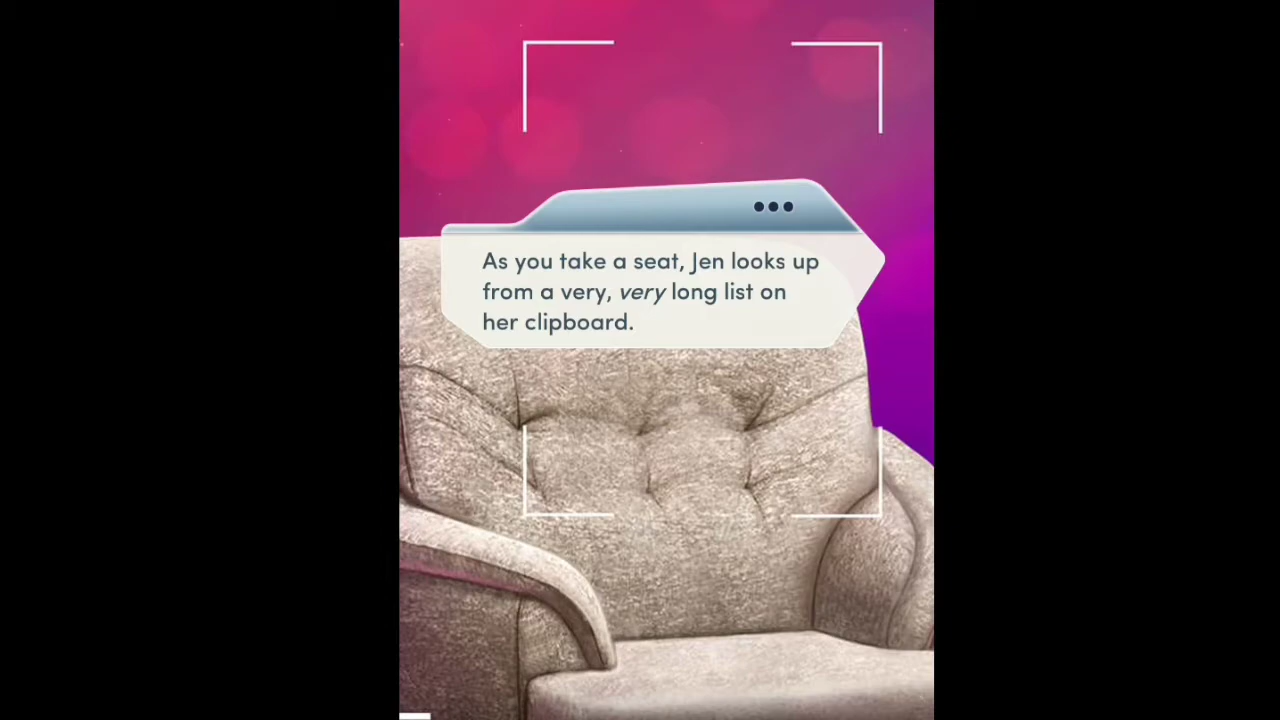 As you take a seat, Jen looks up
from a very, very long list on
her clipboard.